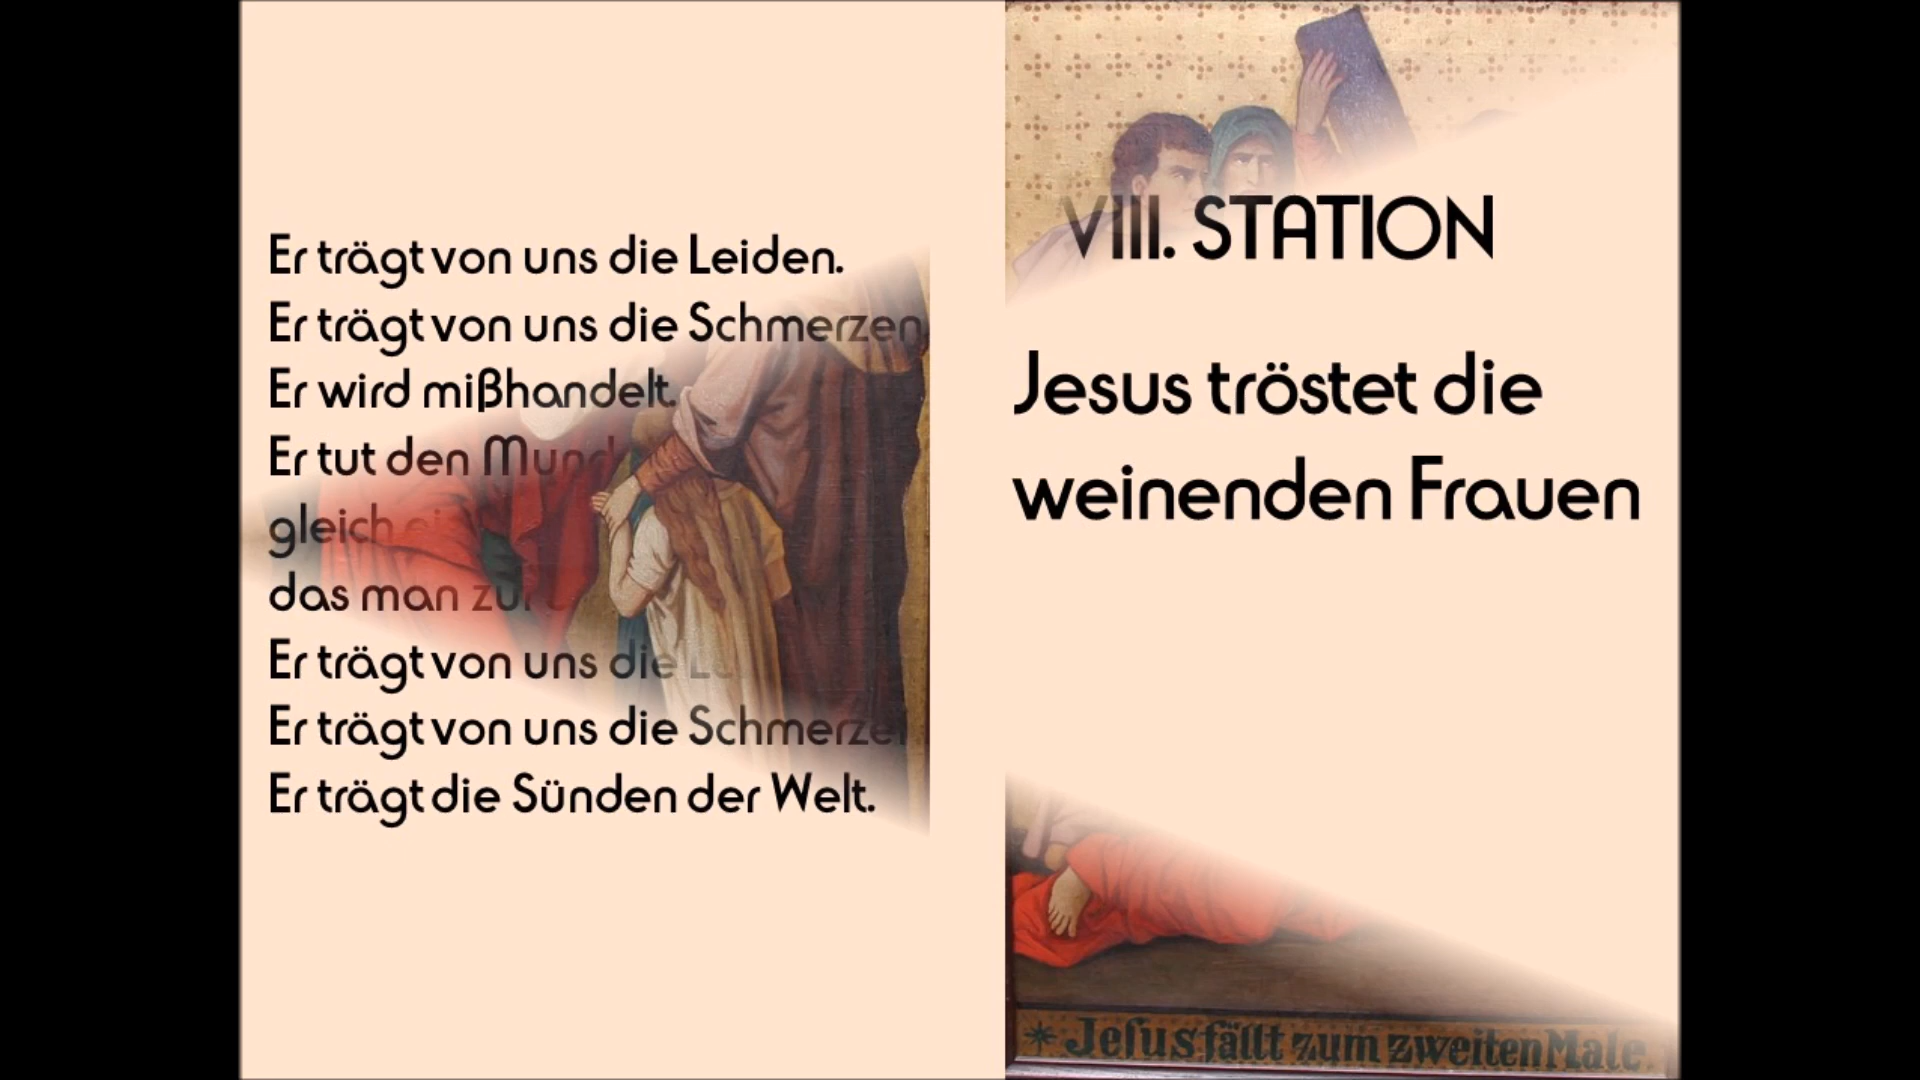 Er trägt von uns die Leiden.
Er trägt von uns die Schmerzen
Er wird mißhandelt.
Er tut den Mund
gleich
das man zur
Er trägt von uns die
Er trägt von uns die Schmerzen
Er trägt die Sünden der Welt.
VIII. STATION
Jesus tröstet die
weinenden Frauen
Jesus fällt zum zweiten Male.